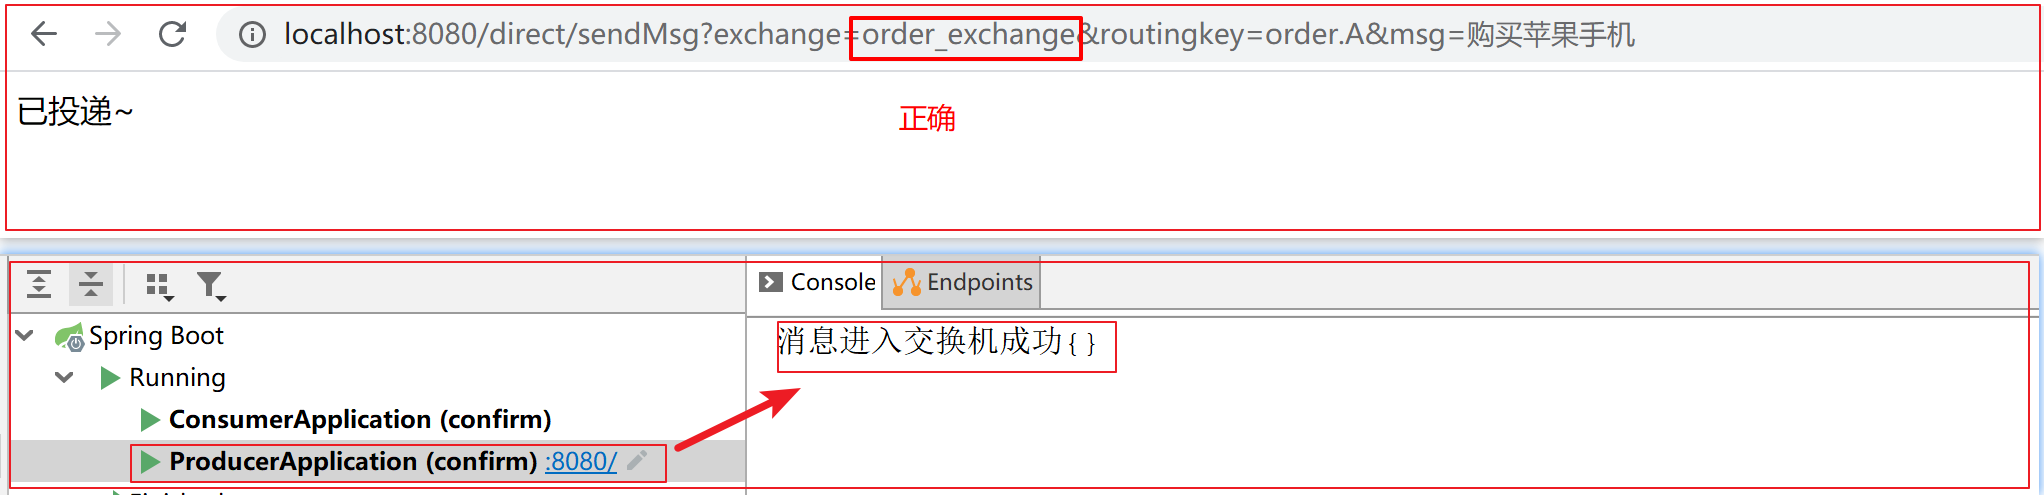 localhost:8080/direct/sendMsg?exchange=order_exchange&routingkey=order.A&msg=购买苹果手机
已投递~
正确
Console
Endpoints
Spring Boot
消息进入交换机成功{}
Running
ConsumerApplication (confirm)
ProducerApplication (confirm) :8080/